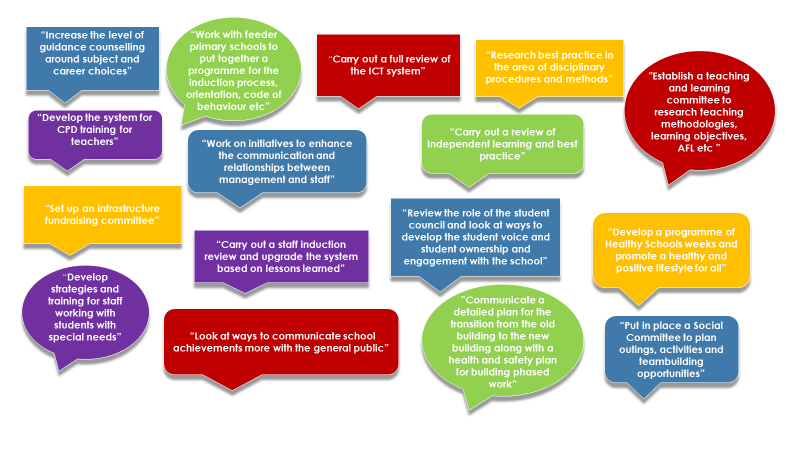 “Increase the level of
guidance counselling
around subject and
career choices”
“Work with feeder
primary schools to
put together a
programme for the
induction process,
orientation, code of
behaviour etc”
“Carry out a full review of
the ICT system”
“Research best practice in
the area of disciplinary
procedures and methods”
“Establish a teaching
and learning
committee to
research teaching
methodologies,
learning objectives,
AFL etc ”
“Develop the system for
CPD training for
teachers”
“Work on initiatives to enhance
the communication and
relationships between
management and staff”
“Carry out a review of
Independent learning and best
practice”
“Set up an infrastructure
fundraising committee”
“Carry out a staff induction
review and upgrade the system
based on lessons learned”
“Review the role of the student
council and look at ways to
develop the student voice and
student ownership and
engagement with the school”
“Develop a programme of
Healthy Schools weeks and
promote a healthy and
positive lifestyle for all”
“Develop
strategies and
training for staff
working with
students with
special needs”
“Look at ways to communicate school
achievements more with the general public”
“Communicate a
detailed plan for the
transition from the old
building to the new
building along with a
health and safety plan
for building phased
work”
“Put in place a Social
Committee to plan
outings, activities and
teambuilding
opportunities”